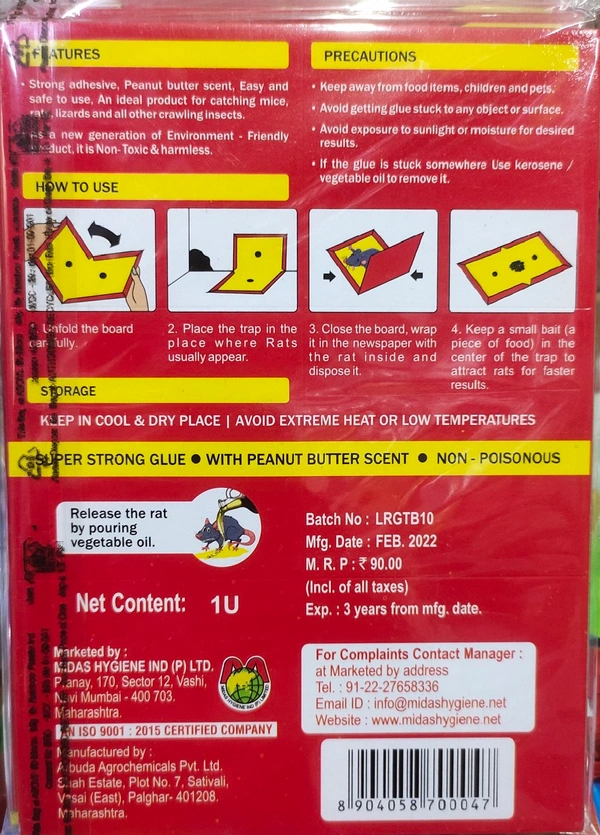 FEATURES
Strong adhesive, Peanut butter scent, Easy and
safe to use, An ideal product for catching mice,
rats, lizards and all other crawling insects.
As a new generation of Environment - Friendly
product, it is Non-Toxic & harmless.
PRECAUTIONS
• Keep away from food items, children and pets.
• Avoid getting glue stuck to any object or surface.
• Avoid exposure to sunlight or moisture for desired
results.
• If the glue is stuck somewhere Use kerosene /
vegetable oil to remove it.
HOW TO USE
1. Unfold the board
carefully.
2. Place the trap in the
place where Rats
usually appear.
3. Close the board, wrap
it in the newspaper with
the rat inside and
dispose it.
4. Keep a small bait (a
piece of food) in the
center of the trap to
attract rats for faster
results.
STORAGE
KEEP IN COOL & DRY PLACE | AVOID EXTREME HEAT OR LOW TEMPERATURES
SUPER STRONG GLUE ● WITH PEANUT BUTTER SCENT ● NON - POISONOUS
Release the rat
by pouring
vegetable oil.
Net Content: 1U
Batch No : LRGTB10
Mfg. Date : FEB. 2022
M. R. P : ₹ 90.00
(Incl. of all taxes)
Exp. : 3 years from mfg. date.
Marketed by :
MIDAS HYGIENE IND (P) LTD.
Pranay, 170, Sector 12, Vashi,
Navi Mumbai - 400 703.
Maharashtra.
MIDAS HYGIENE IND (P) LTD
AN ISO 9001 : 2015 CERTIFIED COMPANY
Manufactured by :
Arbuda Agrochemicals Pvt. Ltd.
Shah Estate, Plot No. 7, Sativali,
Vasai (East), Palghar- 401208.
Maharashtra.
For Complaints Contact Manager :
at Marketed by address
Tel. : 91-22-27658336
Email ID : info@midashygiene.net
Website : www.midashygiene.net
8 904058 700047